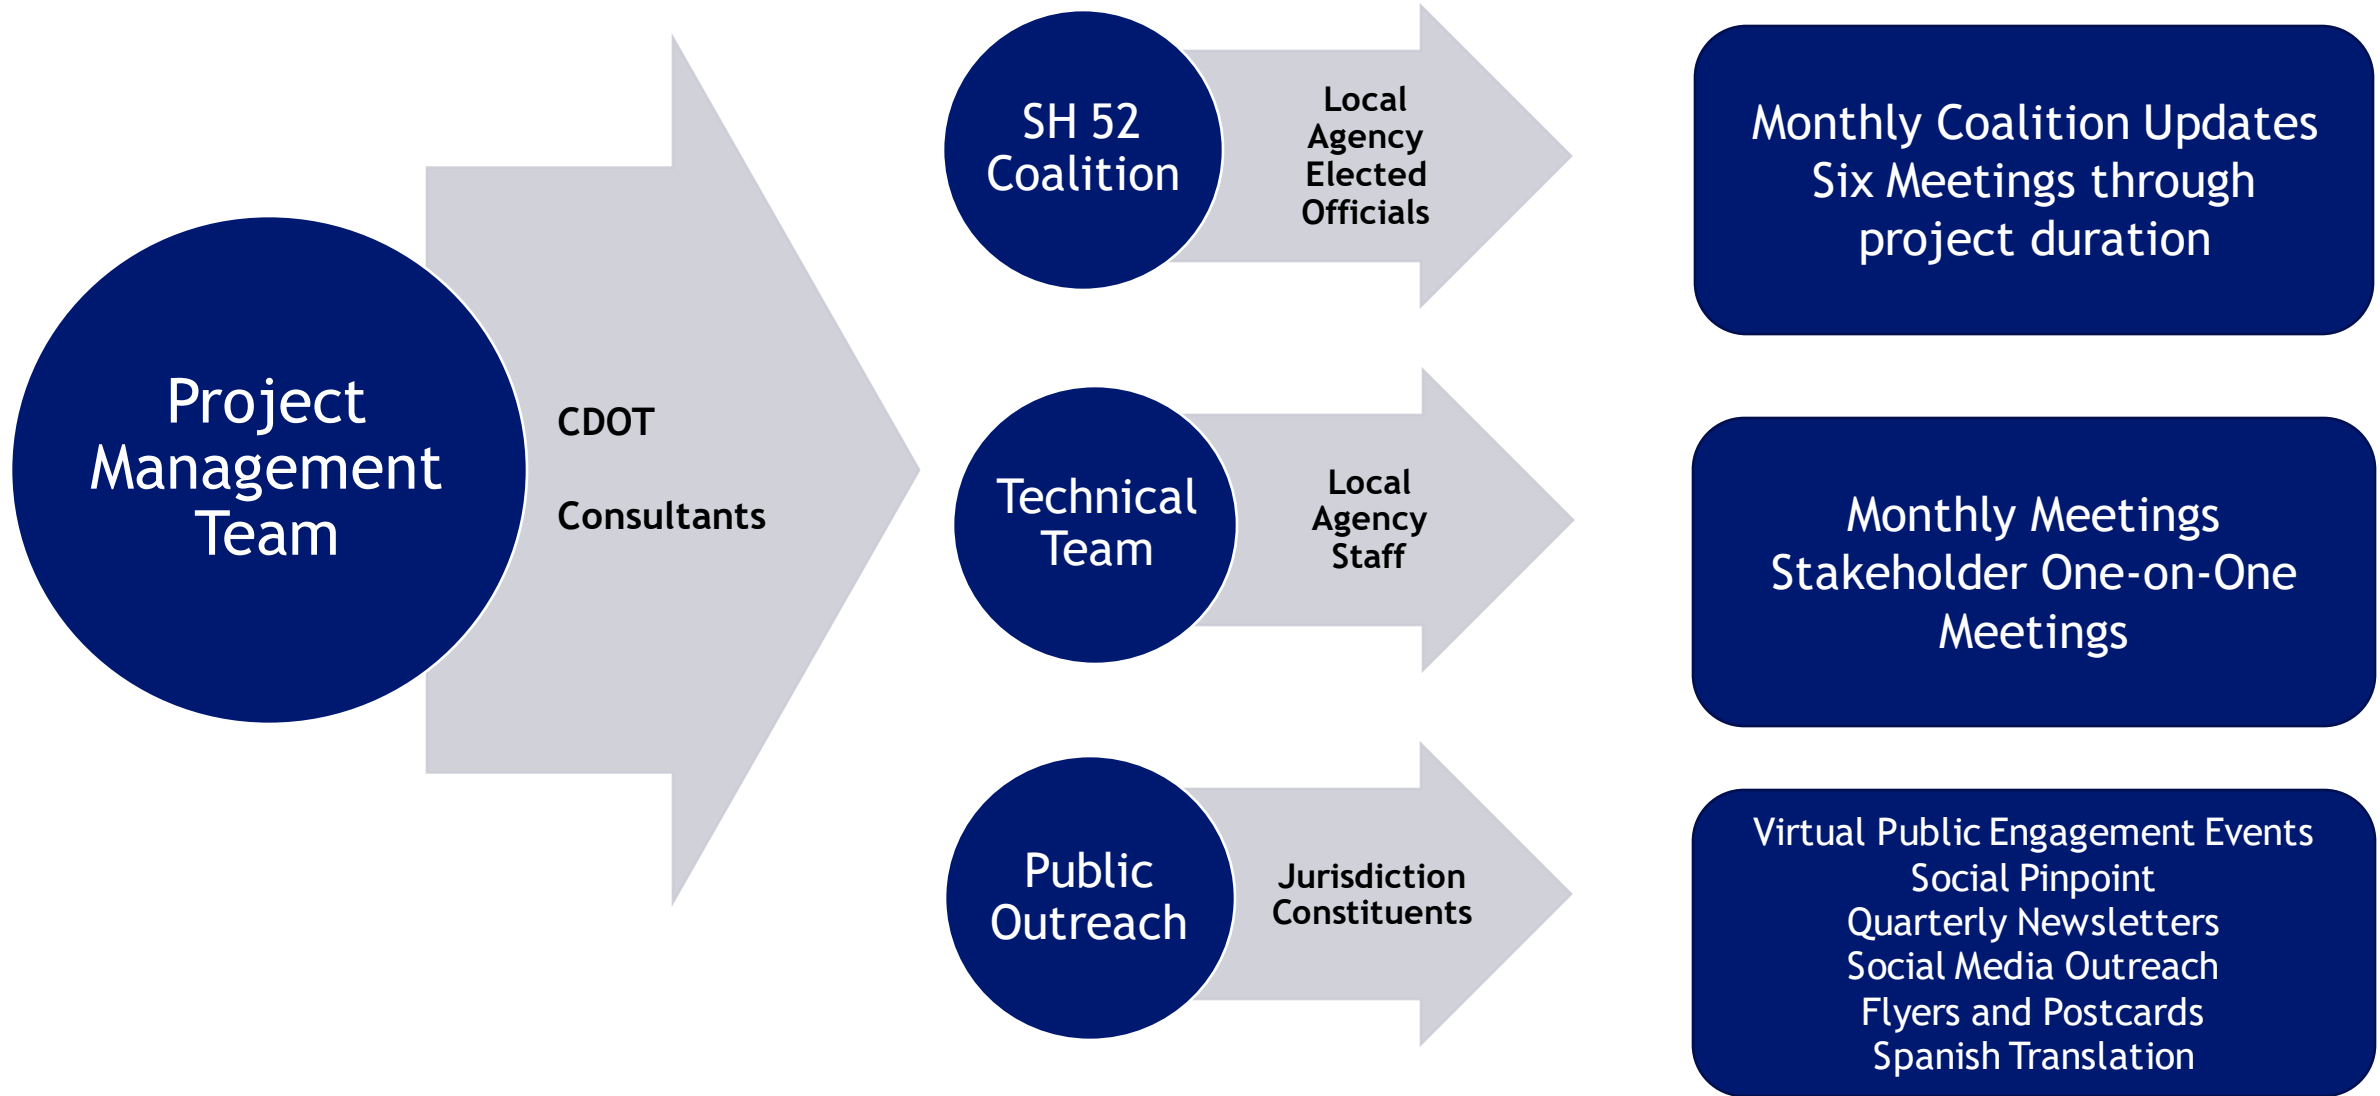 Project
Management
Team
CDOT
Consultants
SH 52
Coalition
Local
Agency
Elected
Officials
Monthly Coalition Updates
Six Meetings through
project duration
Technical
Team
Local
Agency
Staff
Monthly Meetings
Stakeholder One-on-One
Meetings
Public
Outreach
Jurisdiction
Constituents
Virtual Public Engagement Events
Social Pinpoint
Quarterly Newsletters
Social Media Outreach
Flyers and Postcards
Spanish Translation